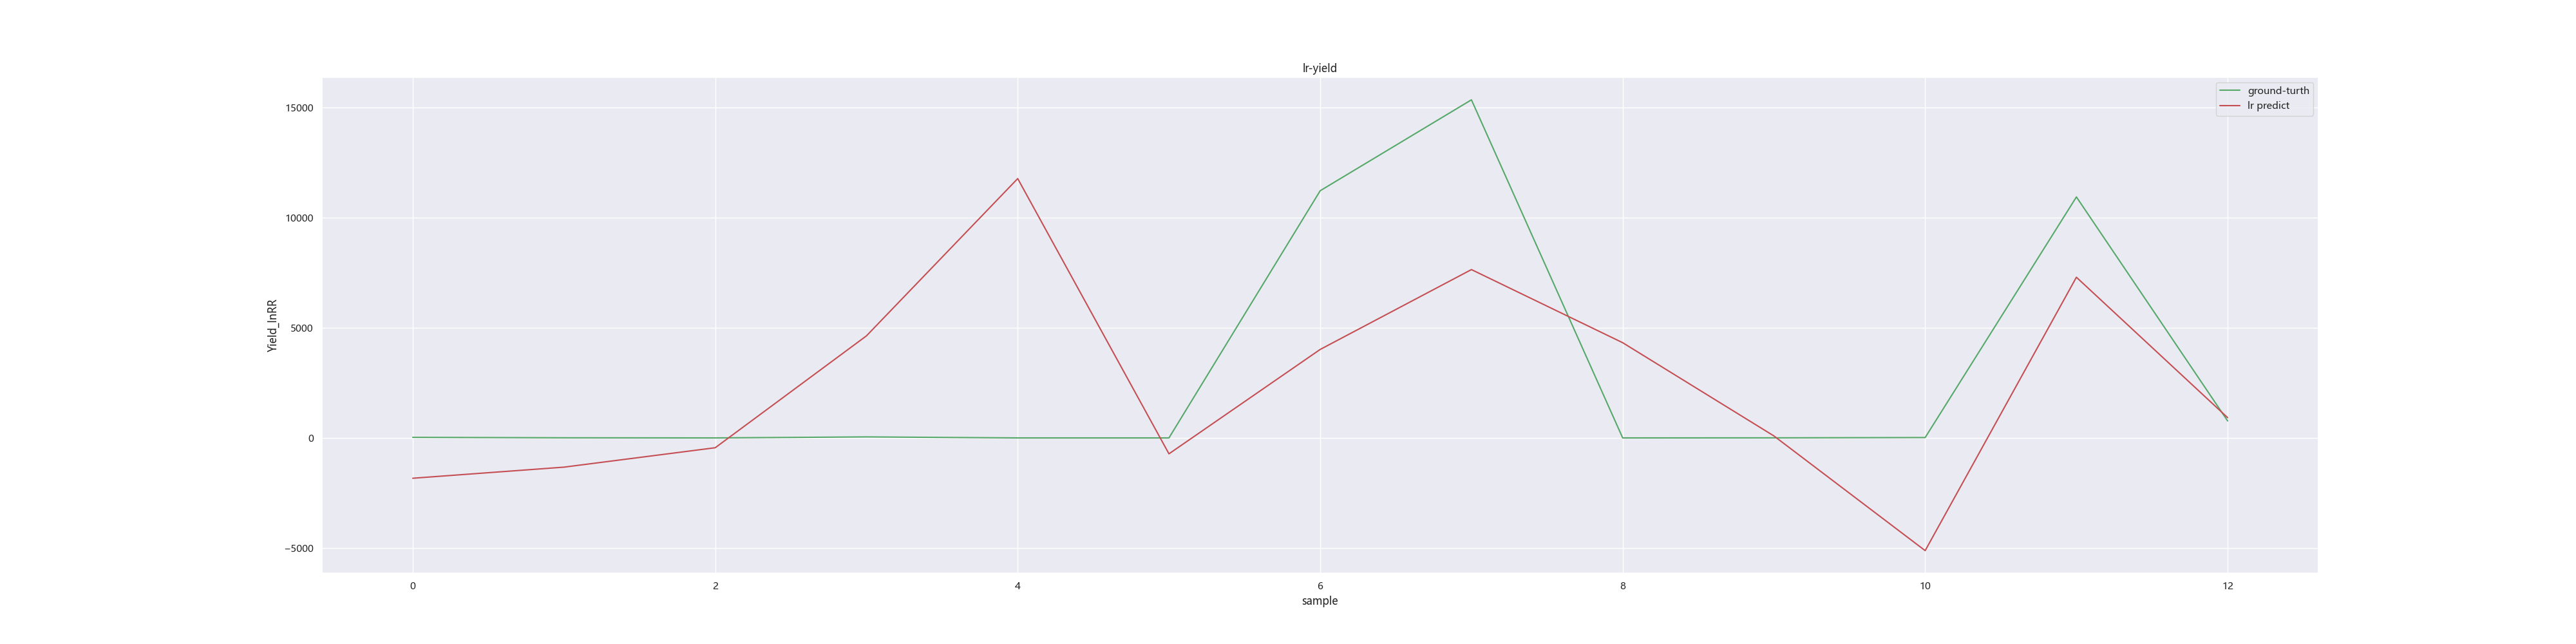 lr-yield
ground-turth
lr predict
15000
10000
5000
0
−5000
Yield_lnRR
0 2 4 6 8 10 12
sample